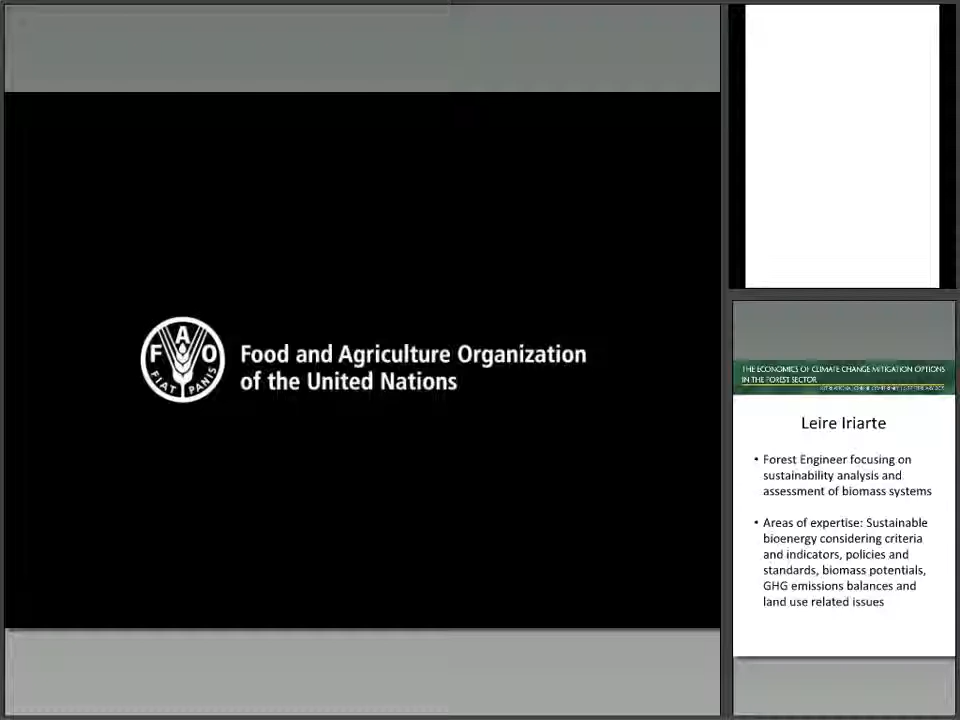 F A O
FIAT PANIS
Food and Agriculture Organization
of the United Nations
THE ECONOMICS OF CLIMATE CHANGE MITIGATION OPTIONS
IN THE FOREST SECTOR
Leire Iriarte
• Forest Engineer focusing on
sustainability analysis and
assessment of biomass systems
• Areas of expertise: Sustainable
bioenergy considering criteria
and indicators, policies and
standards, biomass potentials,
GHG emissions balances and
land use related issues